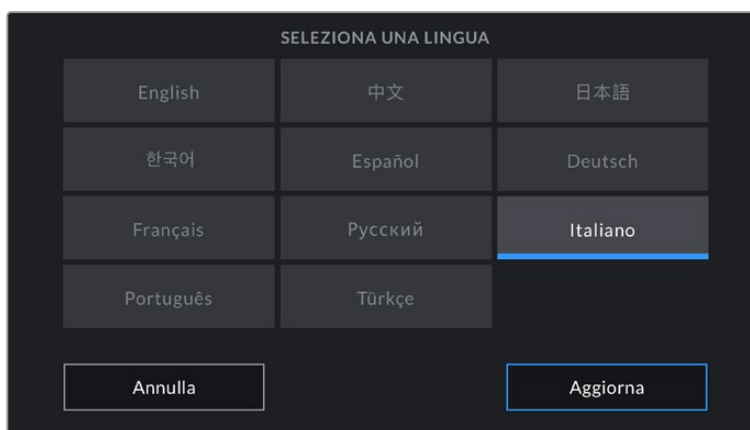 SELEZIONA UNA LINGUA
English 中文 日本語
한국어 Español Deutsch
Français Русский Italiano
Português Türkçe
Annulla Aggiorna